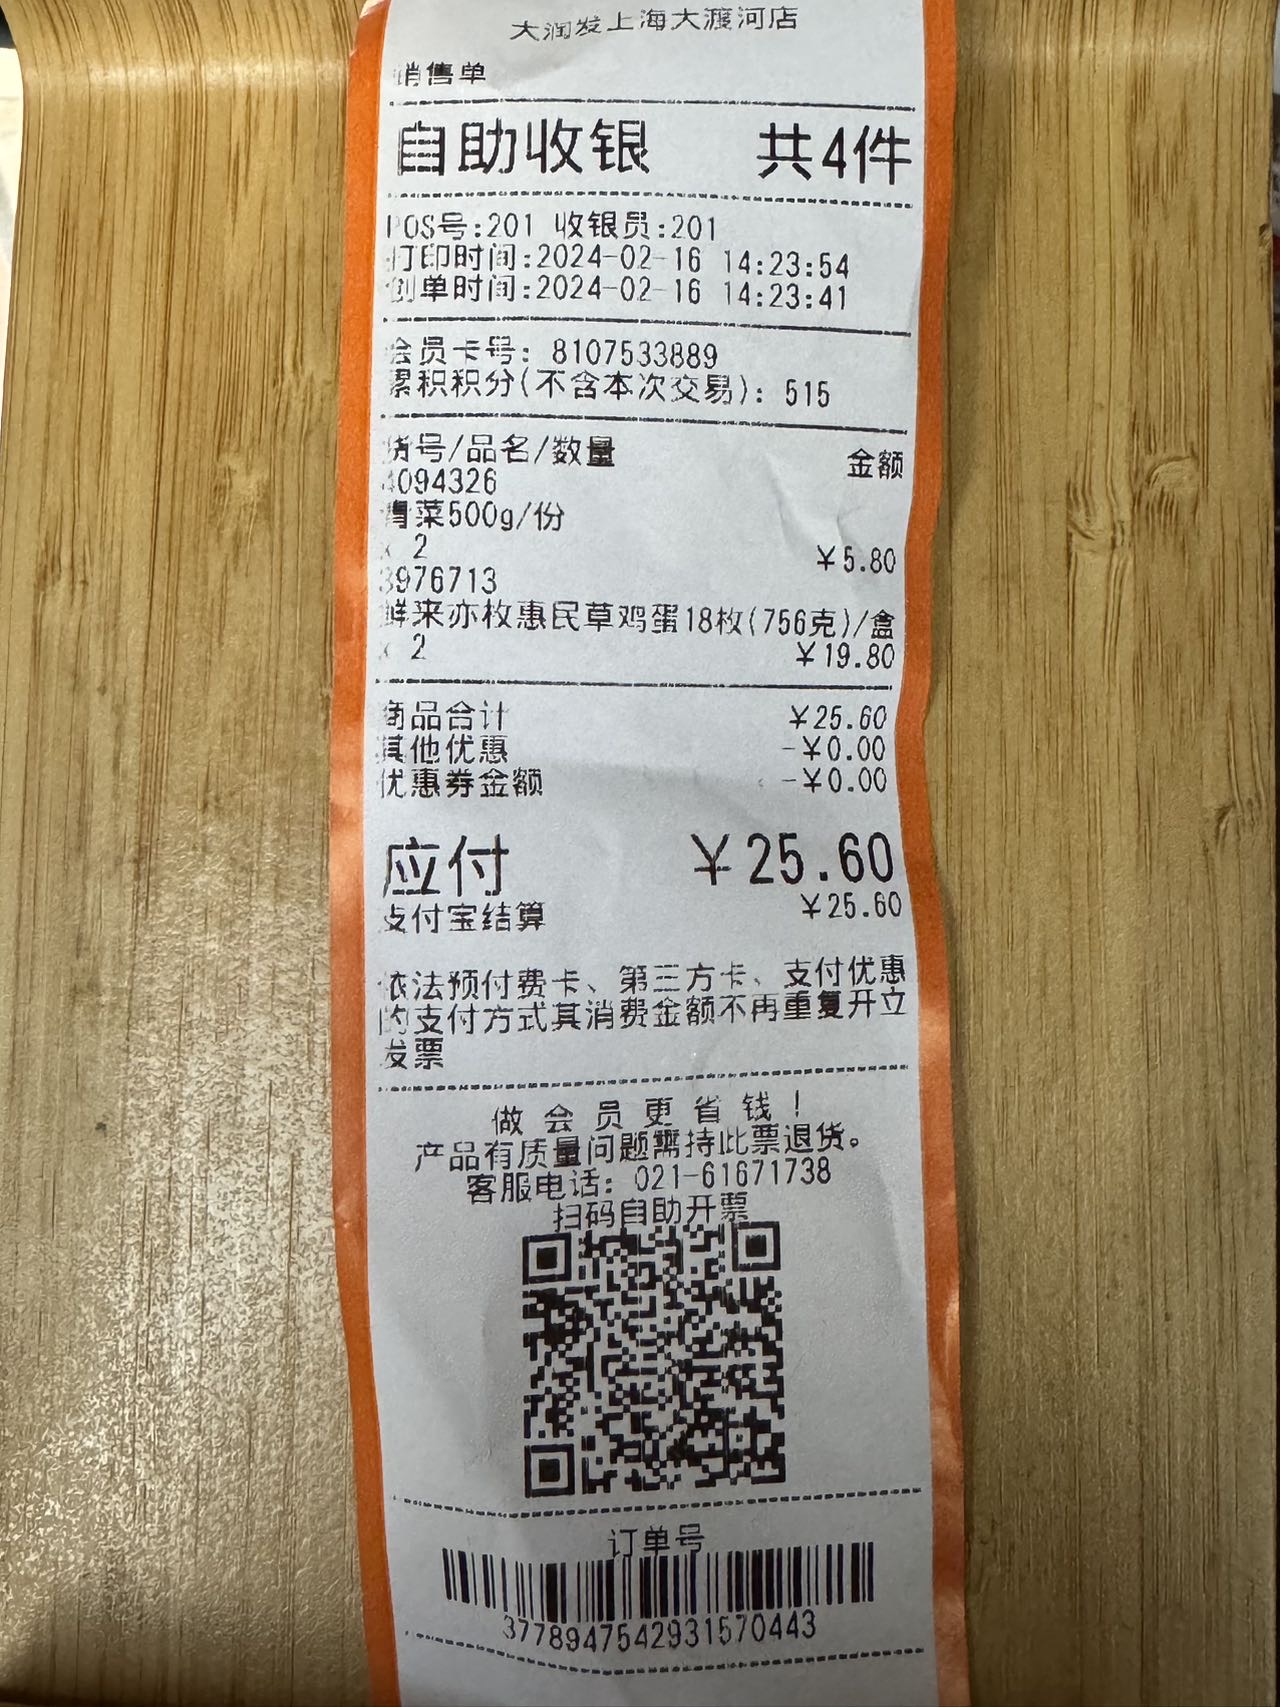 大润发上海大渡河店
销售单
自助收银 共4件
POS号:201 收银员:201
打印时间:2024-02-16 14:23:54
创单时间:2024-02-16 14:23:41
会员卡号: 8107533889
累积积分(不含本次交易): 515
货号/品名/数量 金额
4094326
青菜500g/份
x 2 ￥5.80
3976713
鲜来亦枚惠民草鸡蛋18枚(756克)/盒
x 2 ￥19.80
商品合计 ￥25.60
其他优惠 -￥0.00
优惠券金额 -￥0.00
应付 ￥25.60
支付宝结算 ￥25.60
依法预付费卡、第三方卡、支付优惠
的支付方式其消费金额不再重复开立
发票
做会员更省钱!
产品有质量问题需持此票退货。
客服电话: 021-61671738
扫码自助开票
订单号
3778947542931570443